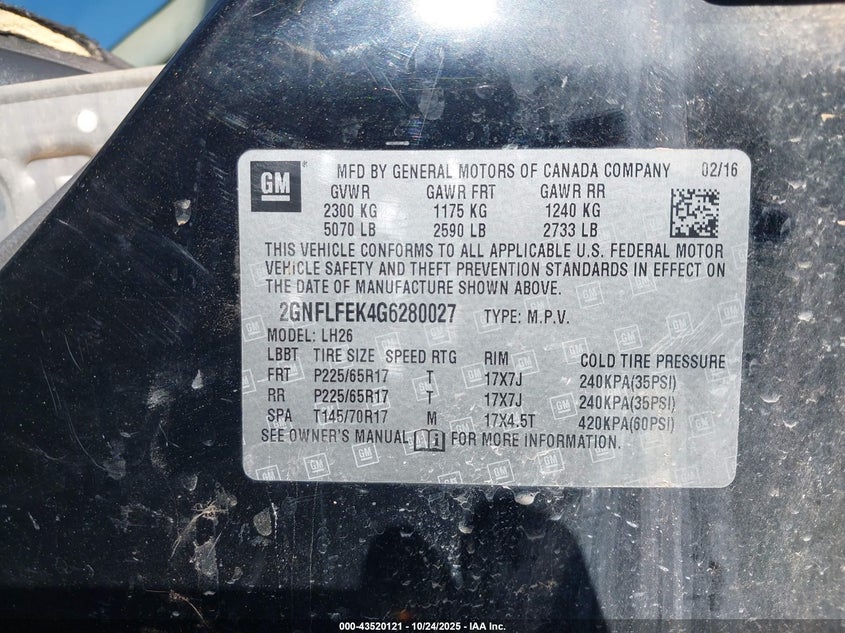 GM
MFD BY GENERAL MOTORS OF CANADA COMPANY 02/16
GVWR GAWR FRT GAWR RR
2300 KG 1175 KG 1240 KG
5070 LB 2590 LB 2733 LB
THIS VEHICLE CONFORMS TO ALL APPLICABLE U.S. FEDERAL MOTOR
VEHICLE SAFETY AND THEFT PREVENTION STANDARDS IN EFFECT ON
THE DATE OF MANUFACTURE SHOWN ABOVE.
2GNFLFEK4G6280027 TYPE: M.P.V.
MODEL: LH26
LBBT TIRE SIZE SPEED RTG RIM COLD TIRE PRESSURE
FRT P225/65R17 T 17X7J 240KPA(35PSI)
RR P225/65R17 T 17X7J 240KPA(35PSI)
SPA T145/70R17 M 17X4.5T 420KPA(60PSI)
SEE OWNER'S MANUAL i FOR MORE INFORMATION.
000-43520121 - 10/24/2025 - IAA Inc.